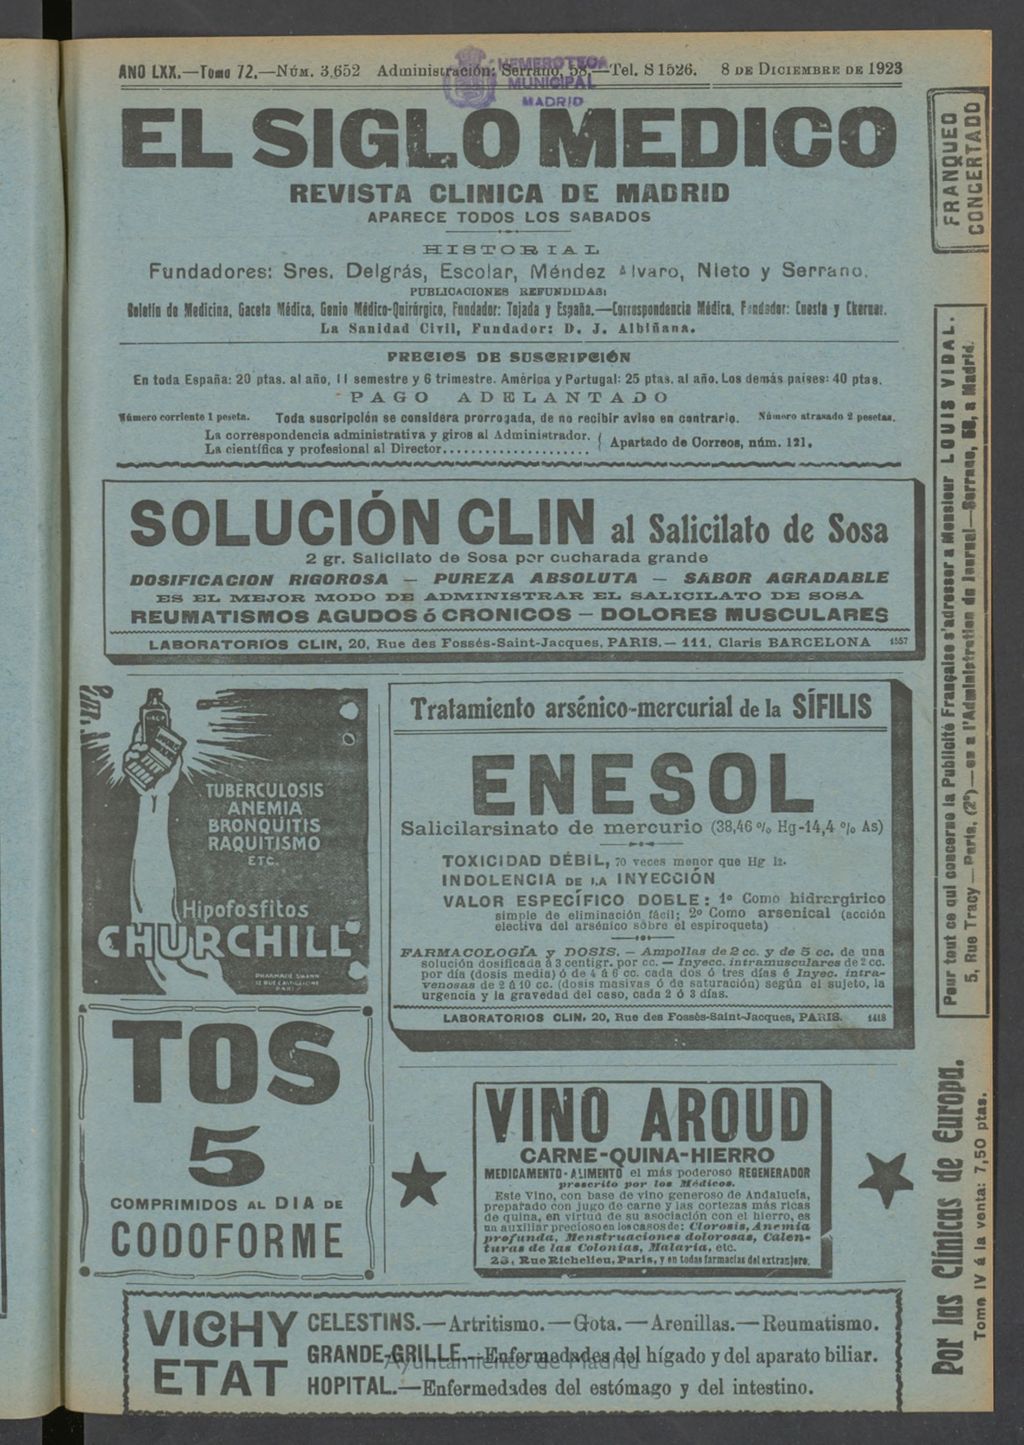 ANO LXX.—Tomo 72.—NÚM. 3.652 Administración: Serrano, 58.—Tel. S 1526. 8 DE DICIEMBRE DE 1923
HEMEROTECA
MUNICIPAL
MADRID
EL SIGLO MEDICO
REVISTA CLINICA DE MADRID
APARECE TODOS LOS SABADOS
HISTORIAL
Fundadores: Sres. Delgrás, Escolar, Méndez Alvaro, Nieto y Serrano.
PUBLICACIONES REFUNDIDAS:
Boletín de Medicina, Gaceta Médica, Genio Médico-Quirúrgico, Fundador: Tejada y España.—Correspondencia Médica, Fundador: Cuesta y Ckerner.
La Sanidad Civil, Fundador: D. J. Albiñana.
PRECIOS DE SUSCRIPCIÓN
En toda España: 20 ptas. al año, 11 semestre y 6 trimestre. América y Portugal: 25 ptas. al año. Los demás países: 40 ptas.
PAGO ADELANTADO
Número corriente 1 peseta. Toda suscripción se considera prorrogada, de no recibir aviso en contrario. Número atrasado 2 pesetas.
La correspondencia administrativa y giros al Administrador.
La científica y profesional al Director.....................
Apartado de Correos, núm. 121.
FRANQUEO
CONCERTADO
SOLUCIÓN CLIN al Salicilato de Sosa
2 gr. Salicilato de Sosa por cucharada grande
DOSIFICACION RIGOROSA — PUREZA ABSOLUTA — SABOR AGRADABLE
ES EL MEJOR MODO DE ADMINISTRAR EL SALICILATO DE SOSA
REUMATISMOS AGUDOS ó CRONICOS — DOLORES MUSCULARES
LABORATORIOS CLIN, 20, Rue des Fossés-Saint-Jacques, PARIS.— 111, Claris BARCELONA 1557
TUBERCULOSIS
ANEMIA
BRONQUITIS
RAQUITISMO
ETC.
Hipofosfitos
CHURCHILL
PHARMACIE SWANN
12 RUE CASTIGLIONE
PARIS
Tratamiento arsénico-mercurial de la SÍFILIS
ENESOL
Salicilarsinato de mercurio (38,46 % Hg-14,4 % As)
TOXICIDAD DÉBIL, 70 veces menor que Hg I2.
INDOLENCIA DE LA INYECCIÓN
VALOR ESPECÍFICO DOBLE: 1º Como hidrargírico
simple de eliminación fácil; 2º Como arsenical (acción
electiva del arsénico sobre el espiroqueta)
FARMACOLOGÍA y DOSIS. — Ampollas de 2 cc. y de 5 cc. de una
solución dosificada á 3 centigr. por cc. — Inyecc. intramusculares de 2 cc.
por día (dosis media) ó de 4 á 6 cc. cada dos ó tres días é Inyec. intra-
venosas de 2 á 10 cc. (dosis masivas ó de saturación) según el sujeto, la
urgencia y la gravedad del caso, cada 2 ó 3 días.
LABORATORIOS CLIN, 20, Rue des Fossés-Saint-Jacques, PARIS. 1418
TOS
5
COMPRIMIDOS AL DIA DE
CODOFORME
VINO AROUD
CARNE-QUINA-HIERRO
MEDICAMENTO-ALIMENTO el más poderoso REGENERADOR
prescrito por los Médicos.
Este Vino, con base de vino generoso de Andalucía,
preparado con jugo de carne y las cortezas más ricas
de quina, en virtud de su asociación con el hierro, es
un auxiliar precioso en los casos de: Clorosis, Anemia
profunda, Menstruaciones dolorosas, Calen-
turas de las Colonias, Malaria, etc.
28, Rue Richelieu, Paris, y en todas farmacias del extranjero.
VICHY
ETAT
CELESTINS.—Artritismo.—Gota.—Arenillas.—Reumatismo.
GRANDE-GRILLE.—Enfermedades del hígado y del aparato biliar.
HOPITAL.—Enfermedades del estómago y del intestino.
Ayuntamiento de Madrid
Pour tout ce qui concerne la Publicité Française s'adresser a Monsieur LOUIS VIDAL.
5, Rue Tracy—Paris, (2º)—es a l'Administration du Journal—Serrano, 58, a Madrid.
Por las Clínicas de Europa.
Tomo IV á la venta: 7,50 ptas.